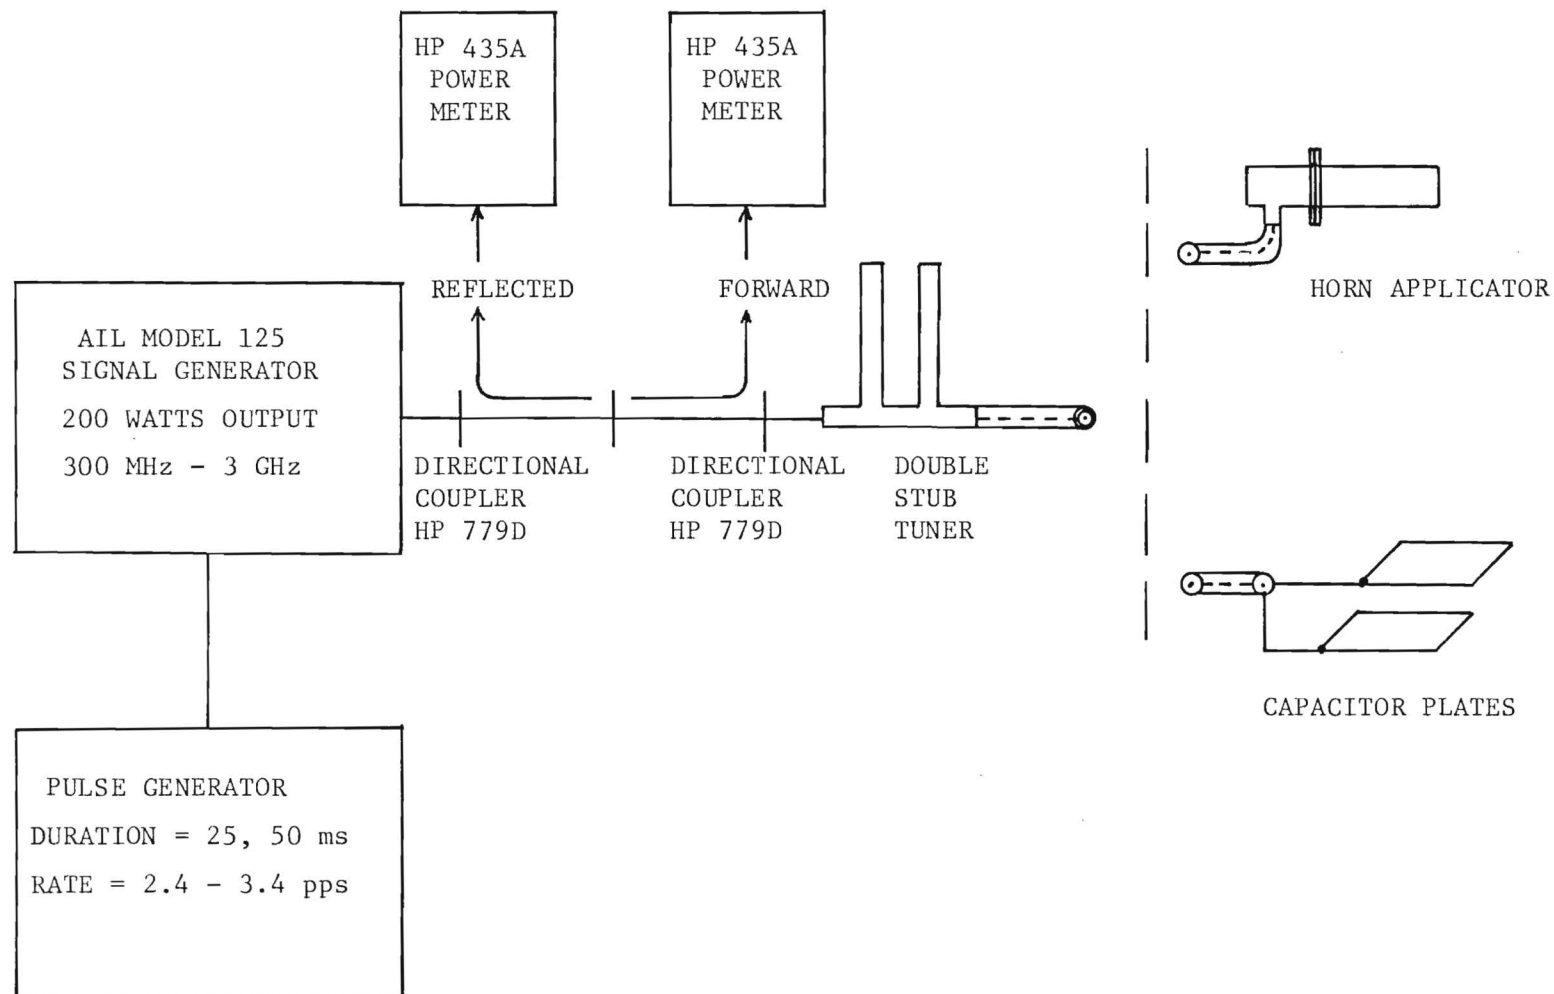 HP 435A
POWER
METER
HP 435A
POWER
METER
REFLECTED
FORWARD
HORN APPLICATOR
AIL MODEL 125
SIGNAL GENERATOR
200 WATTS OUTPUT
300 MHz - 3 GHz
DIRECTIONAL
COUPLER
HP 779D
DIRECTIONAL
COUPLER
HP 779D
DOUBLE
STUB
TUNER
CAPACITOR PLATES
PULSE GENERATOR
DURATION = 25, 50 ms
RATE = 2.4 - 3.4 pps